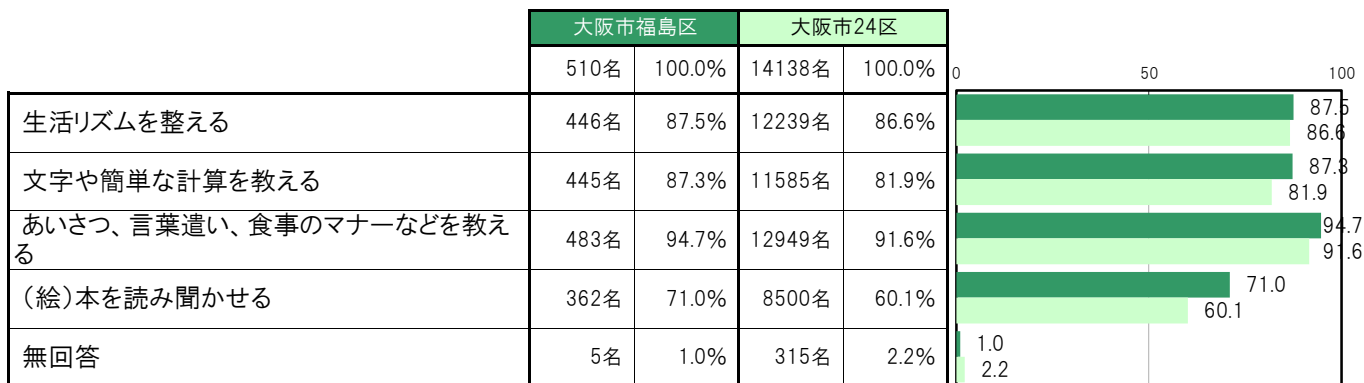 大阪市福島区 大阪市24区
510名 100.0% 14138名 100.0% 0 50 100
生活リズムを整える 446名 87.5% 12239名 86.6% 87.5
86.6
文字や簡単な計算を教える 445名 87.3% 11585名 81.9% 87.3
81.9
あいさつ、言葉遣い、食事のマナーなどを教え
る 483名 94.7% 12949名 91.6% 94.7
91.6
（絵）本を読み聞かせる 362名 71.0% 8500名 60.1% 71.0
60.1
無回答 5名 1.0% 315名 2.2% 1.0
2.2